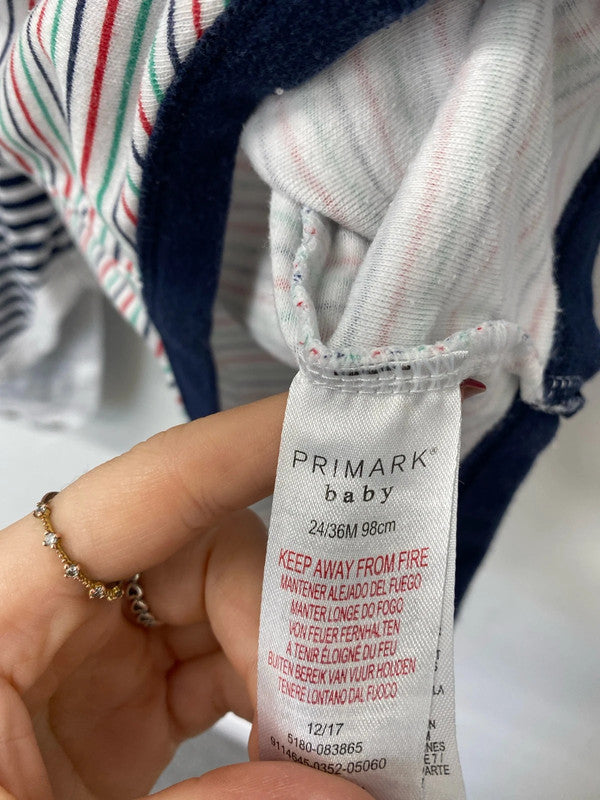 PRIMARK®
baby
24/36M 98cm
KEEP AWAY FROM FIRE
MANTENER ALEJADO DEL FUEGO
MANTER LONGE DO FOGO
VON FEUER FERNHALTEN
A TENIR ÉLOIGNÉ DU FEU
BUITEN BEREIK VAN VUUR HOUDEN
TENERE LONTANO DAL FUOCO
12/17
5180-083865
9114645-0352-05060
LA